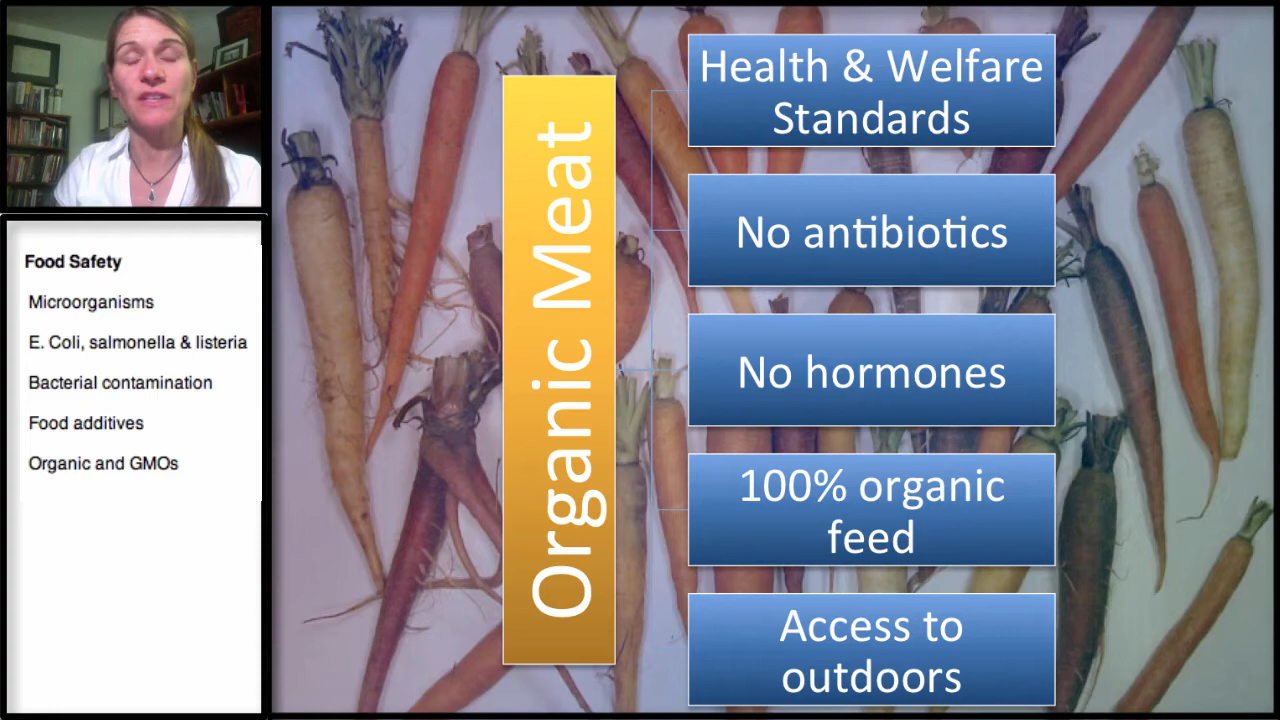 Food Safety
Microorganisms
E. Coli, salmonella & listeria
Bacterial contamination
Food additives
Organic and GMOs
Organic Meat
Health & Welfare
Standards
No antibiotics
No hormones
100% organic
feed
Access to
outdoors